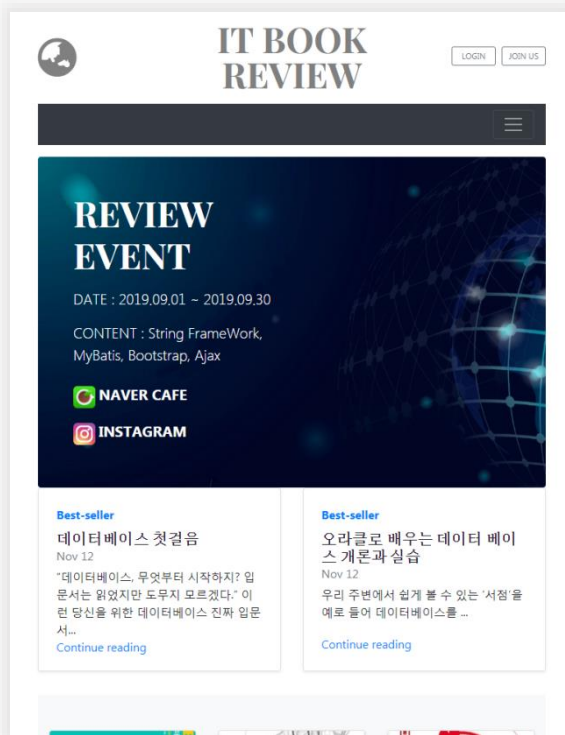 IT BOOK
REVIEW
LOGIN
JOIN US
REVIEW
EVENT
DATE : 2019.09.01 ~ 2019.09.30
CONTENT : String FrameWork,
MyBatis, Bootstrap, Ajax
NAVER CAFE
INSTAGRAM
Best-seller
데이터베이스 첫걸음
Nov 12
"데이터베이스, 무엇부터 시작하지? 입
문서는 읽었지만 도무지 모르겠다." 이
런 당신을 위한 데이터베이스 진짜 입문
서...
Continue reading
Best-seller
오라클로 배우는 데이터 베이
스 개론과 실습
Nov 12
우리 주변에서 쉽게 볼 수 있는 '서점'을
예로 들어 데이터베이스를 ...
Continue reading